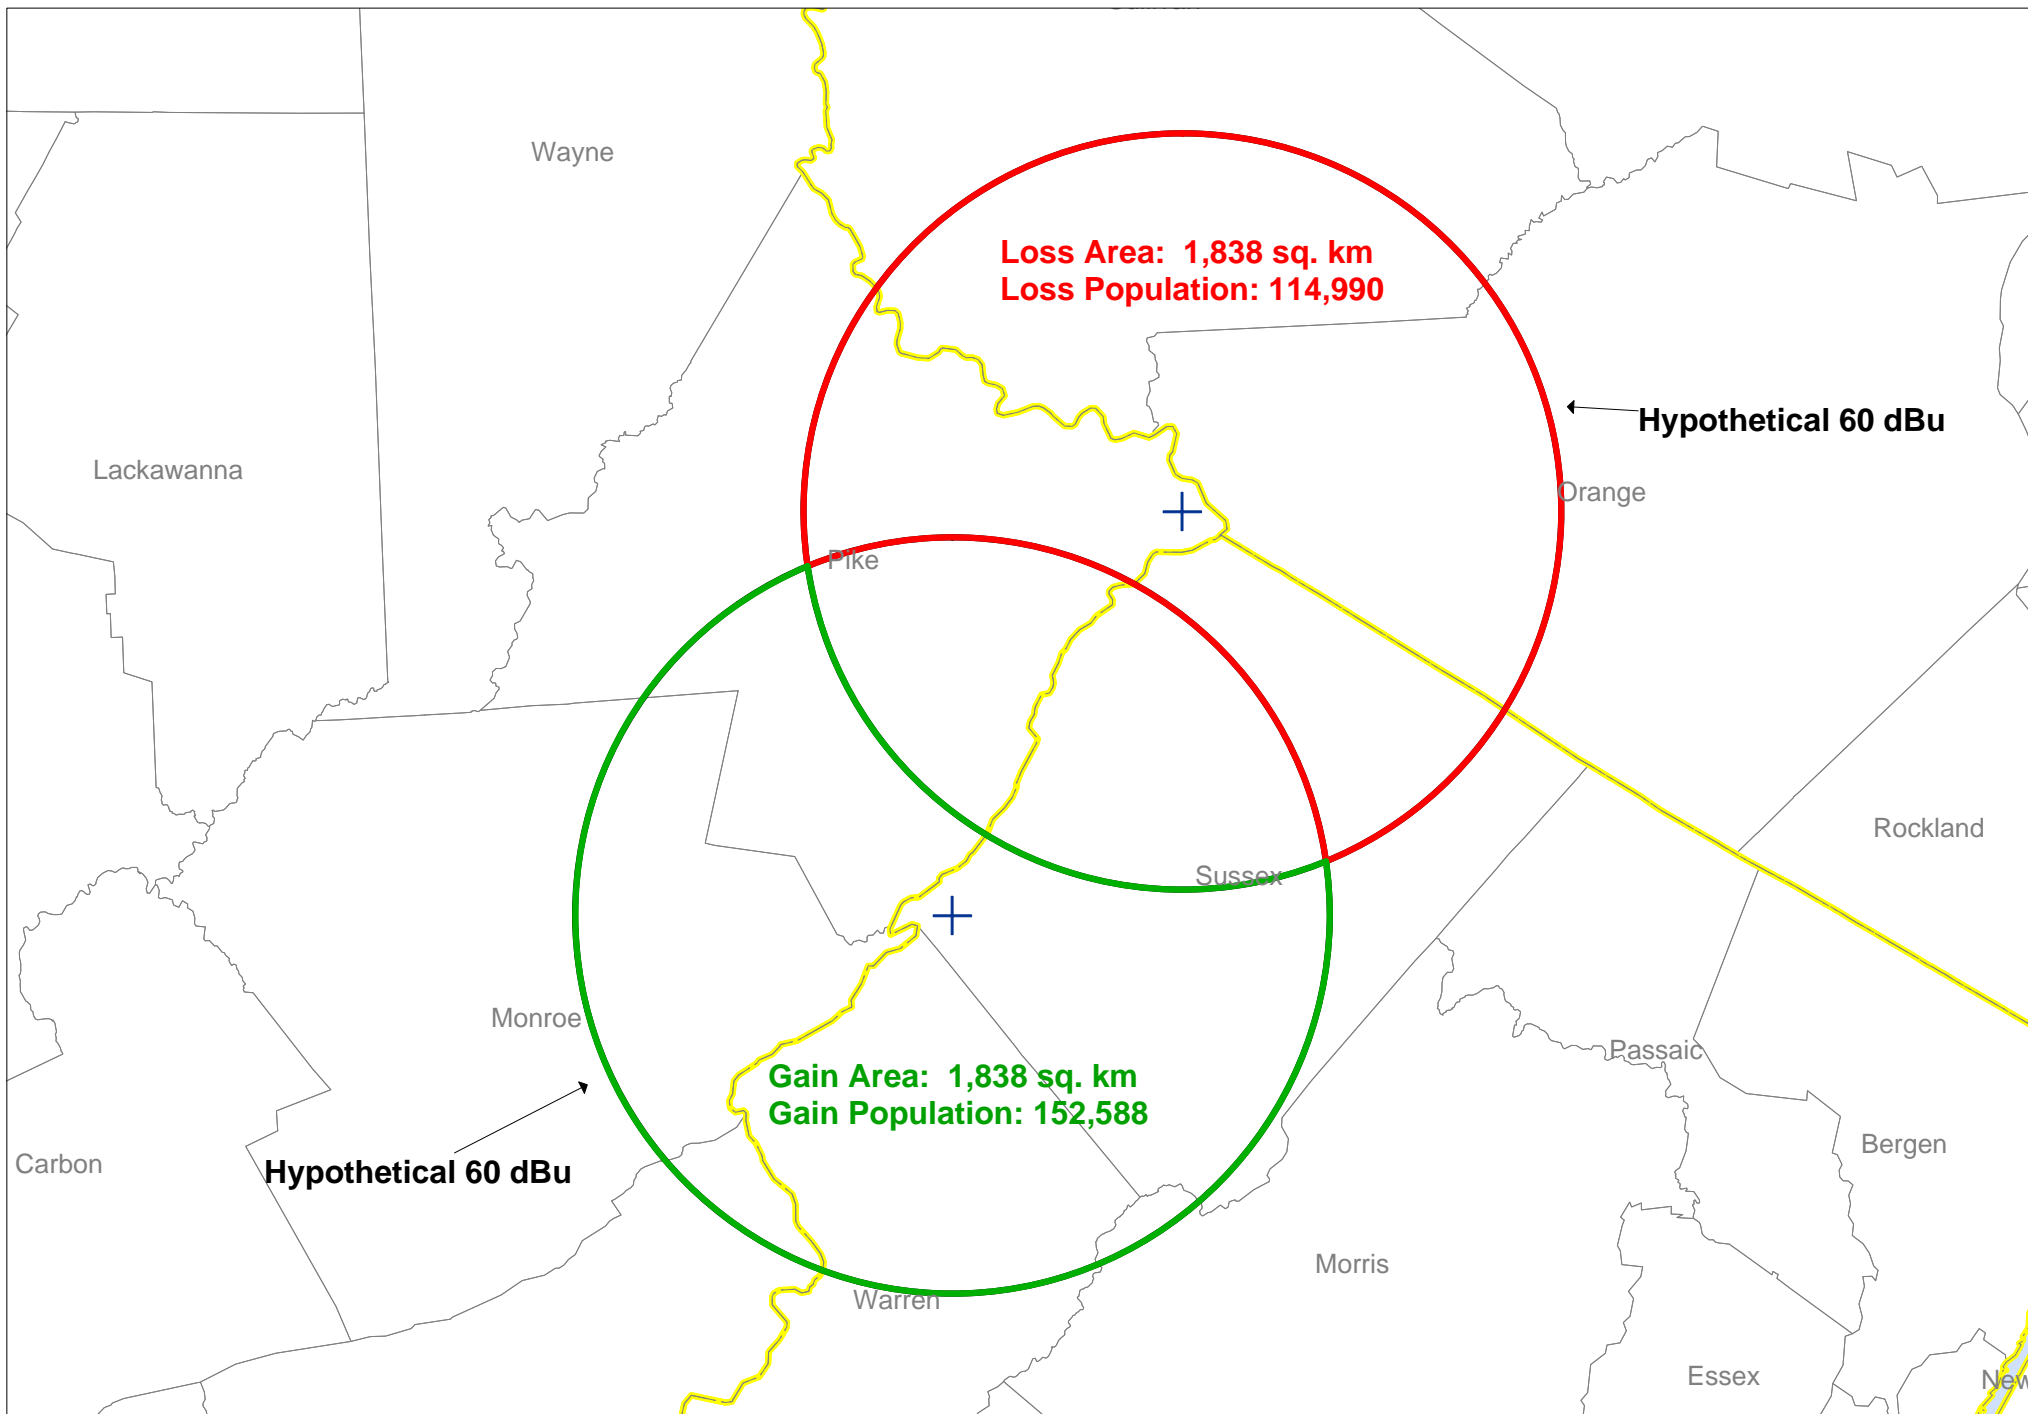 Wayne
Loss Area: 1,838 sq. km
Loss Population: 114,990
Hypothetical 60 dBu
Lackawanna
Orange
Pike
Rockland
Sussex
Monroe
Passaic
Gain Area: 1,838 sq. km
Gain Population: 152,588
Bergen
Carbon
Hypothetical 60 dBu
Morris
Warren
Essex
New